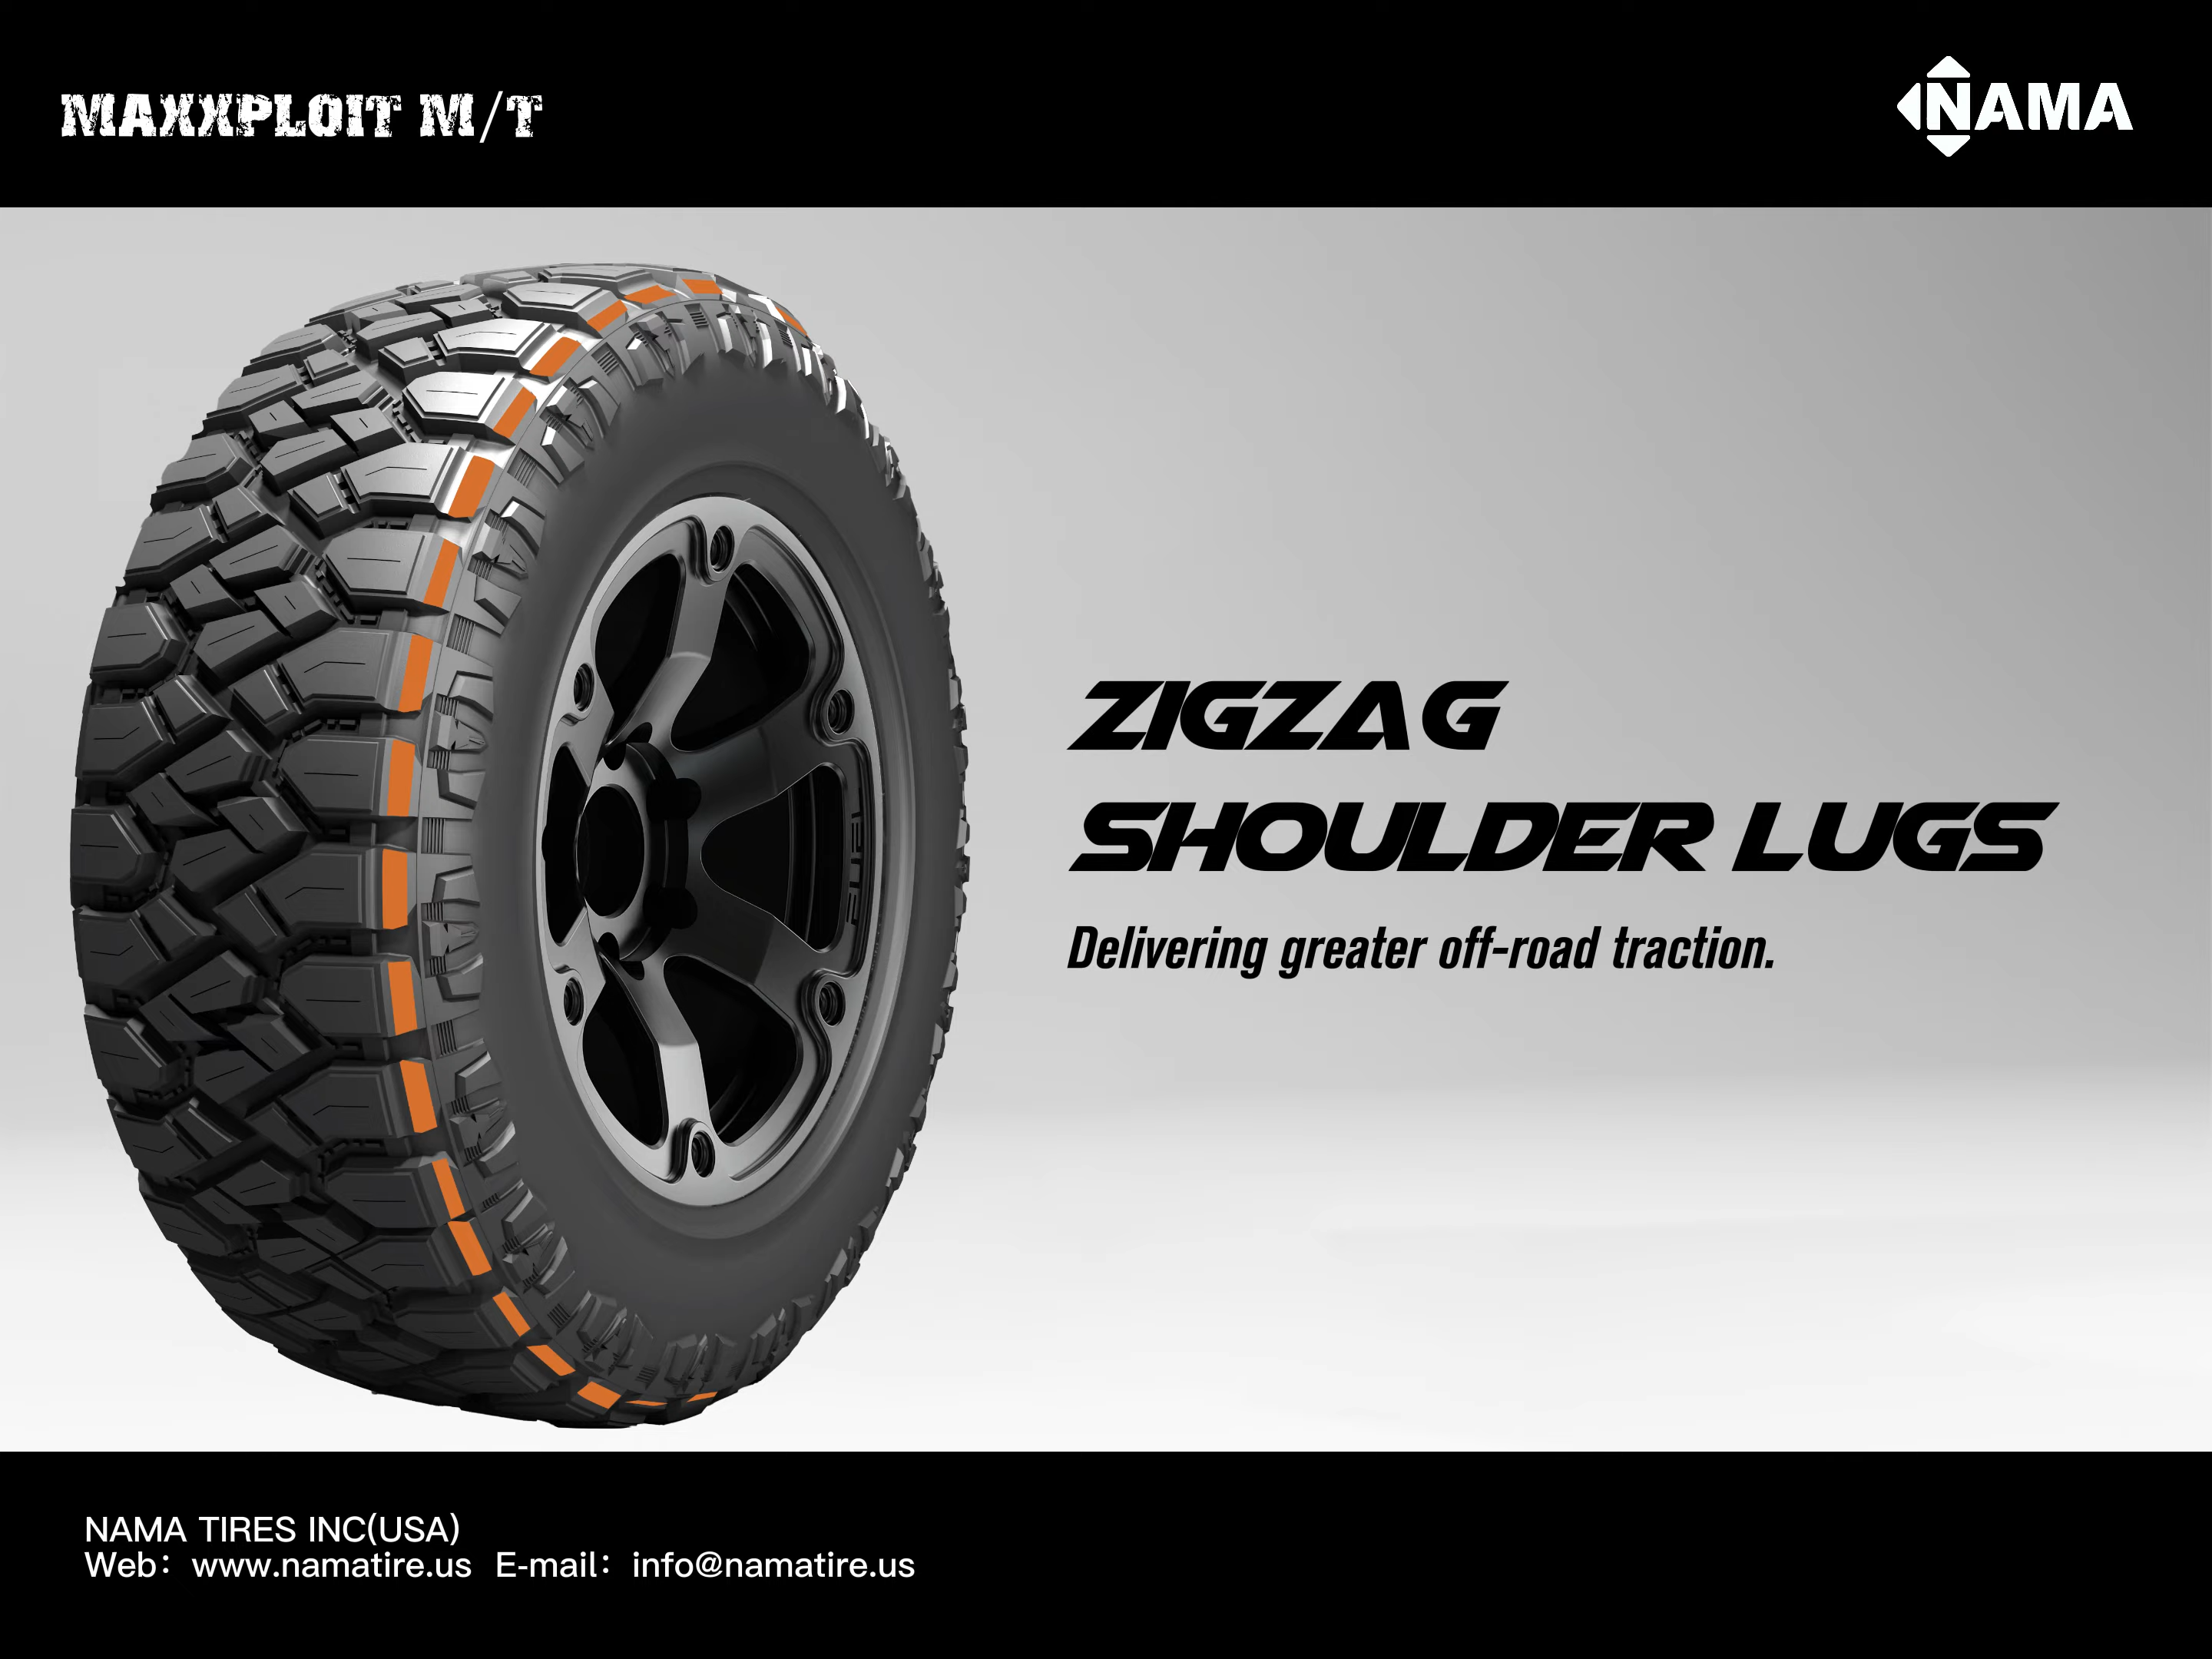 MAXXPLOIT M/T
NAMA
ZIGZAG
SHOULDER LUGS
Delivering greater off-road traction.
NAMA TIRES INC(USA)
Web：www.namatire.us E-mail：info@namatire.us